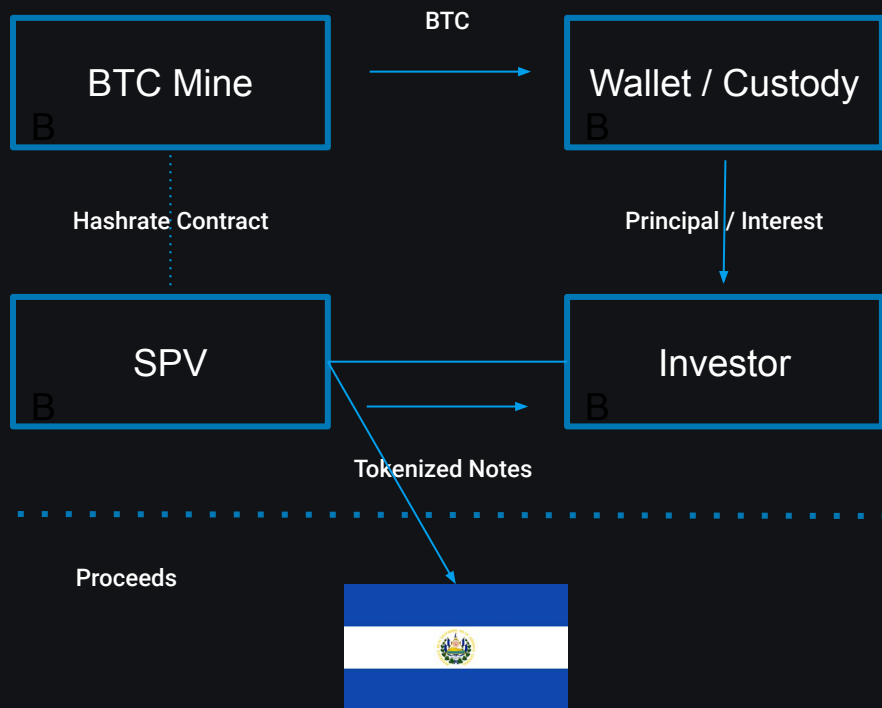 BTC
BTC Mine
Wallet / Custody
B
B
Hashrate Contract
Principal / Interest
SPV
Investor
B
B
Tokenized Notes
Proceeds